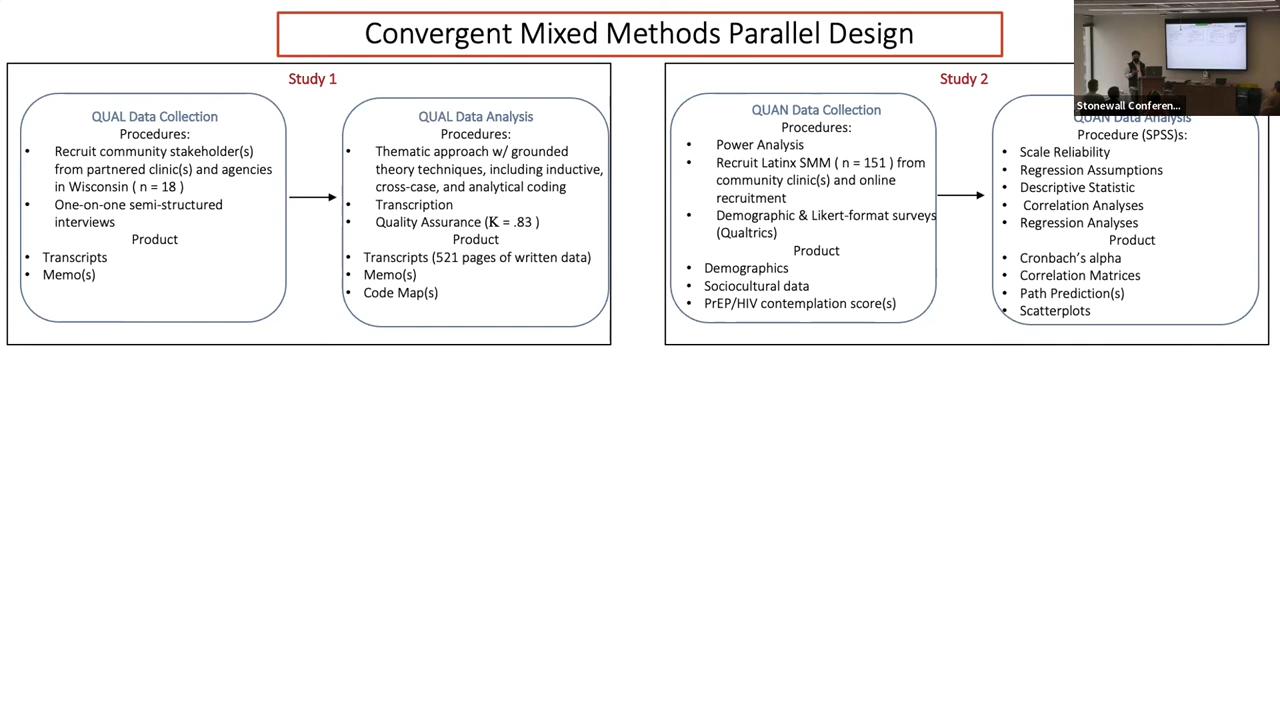 Convergent Mixed Methods Parallel Design
Study 1
QUAL Data Collection
Procedures:
• Recruit community stakeholder(s)
from partnered clinic(s) and agencies
in Wisconsin ( n = 18 )
• One-on-one semi-structured
interviews
Product
• Transcripts
• Memo(s)
QUAL Data Analysis
Procedures:
• Thematic approach w/ grounded
theory techniques, including inductive,
cross-case, and analytical coding
• Transcription
• Quality Assurance (K = .83 )
Product
• Transcripts (521 pages of written data)
• Memo(s)
• Code Map(s)
Study 2
QUAN Data Collection
Procedures:
• Power Analysis
• Recruit Latinx SMM ( n = 151 ) from
community clinic(s) and online
recruitment
• Demographic & Likert-format surveys
(Qualtrics)
Product
• Demographics
• Sociocultural data
• PrEP/HIV contemplation score(s)
QUAN Data Analysis
Procedure (SPSS)s:
• Scale Reliability
• Regression Assumptions
• Descriptive Statistic
• Correlation Analyses
• Regression Analyses
Product
• Cronbach’s alpha
• Correlation Matrices
• Path Prediction(s)
• Scatterplots
Stonewall Conferen...